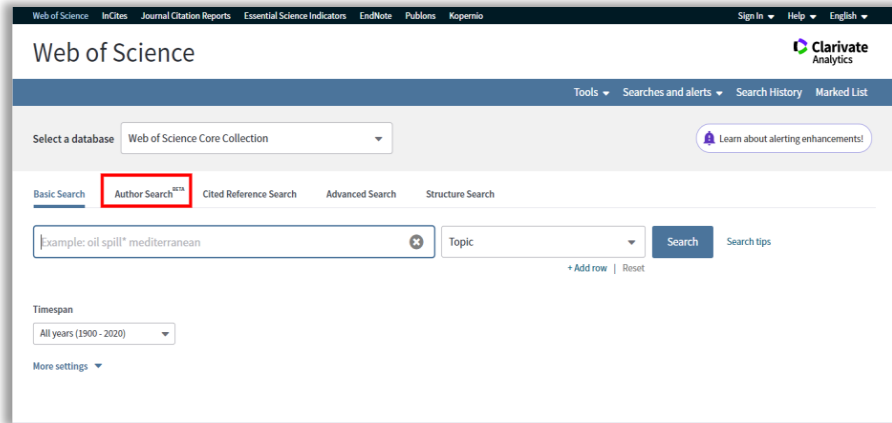 Web of Science InCites Journal Citation Reports Essential Science Indicators EndNote Publons Kopernio Sign In Help English
Web of Science
Clarivate
Analytics
Tools Searches and alerts Search History Marked List
Select a database Web of Science Core Collection Learn about alerting enhancements!
Basic Search Author Search BETA Cited Reference Search Advanced Search Structure Search
Example: oil spill* mediterranean Topic Search Search tips
+ Add row | Reset
Timespan
All years (1900 - 2020)
More settings